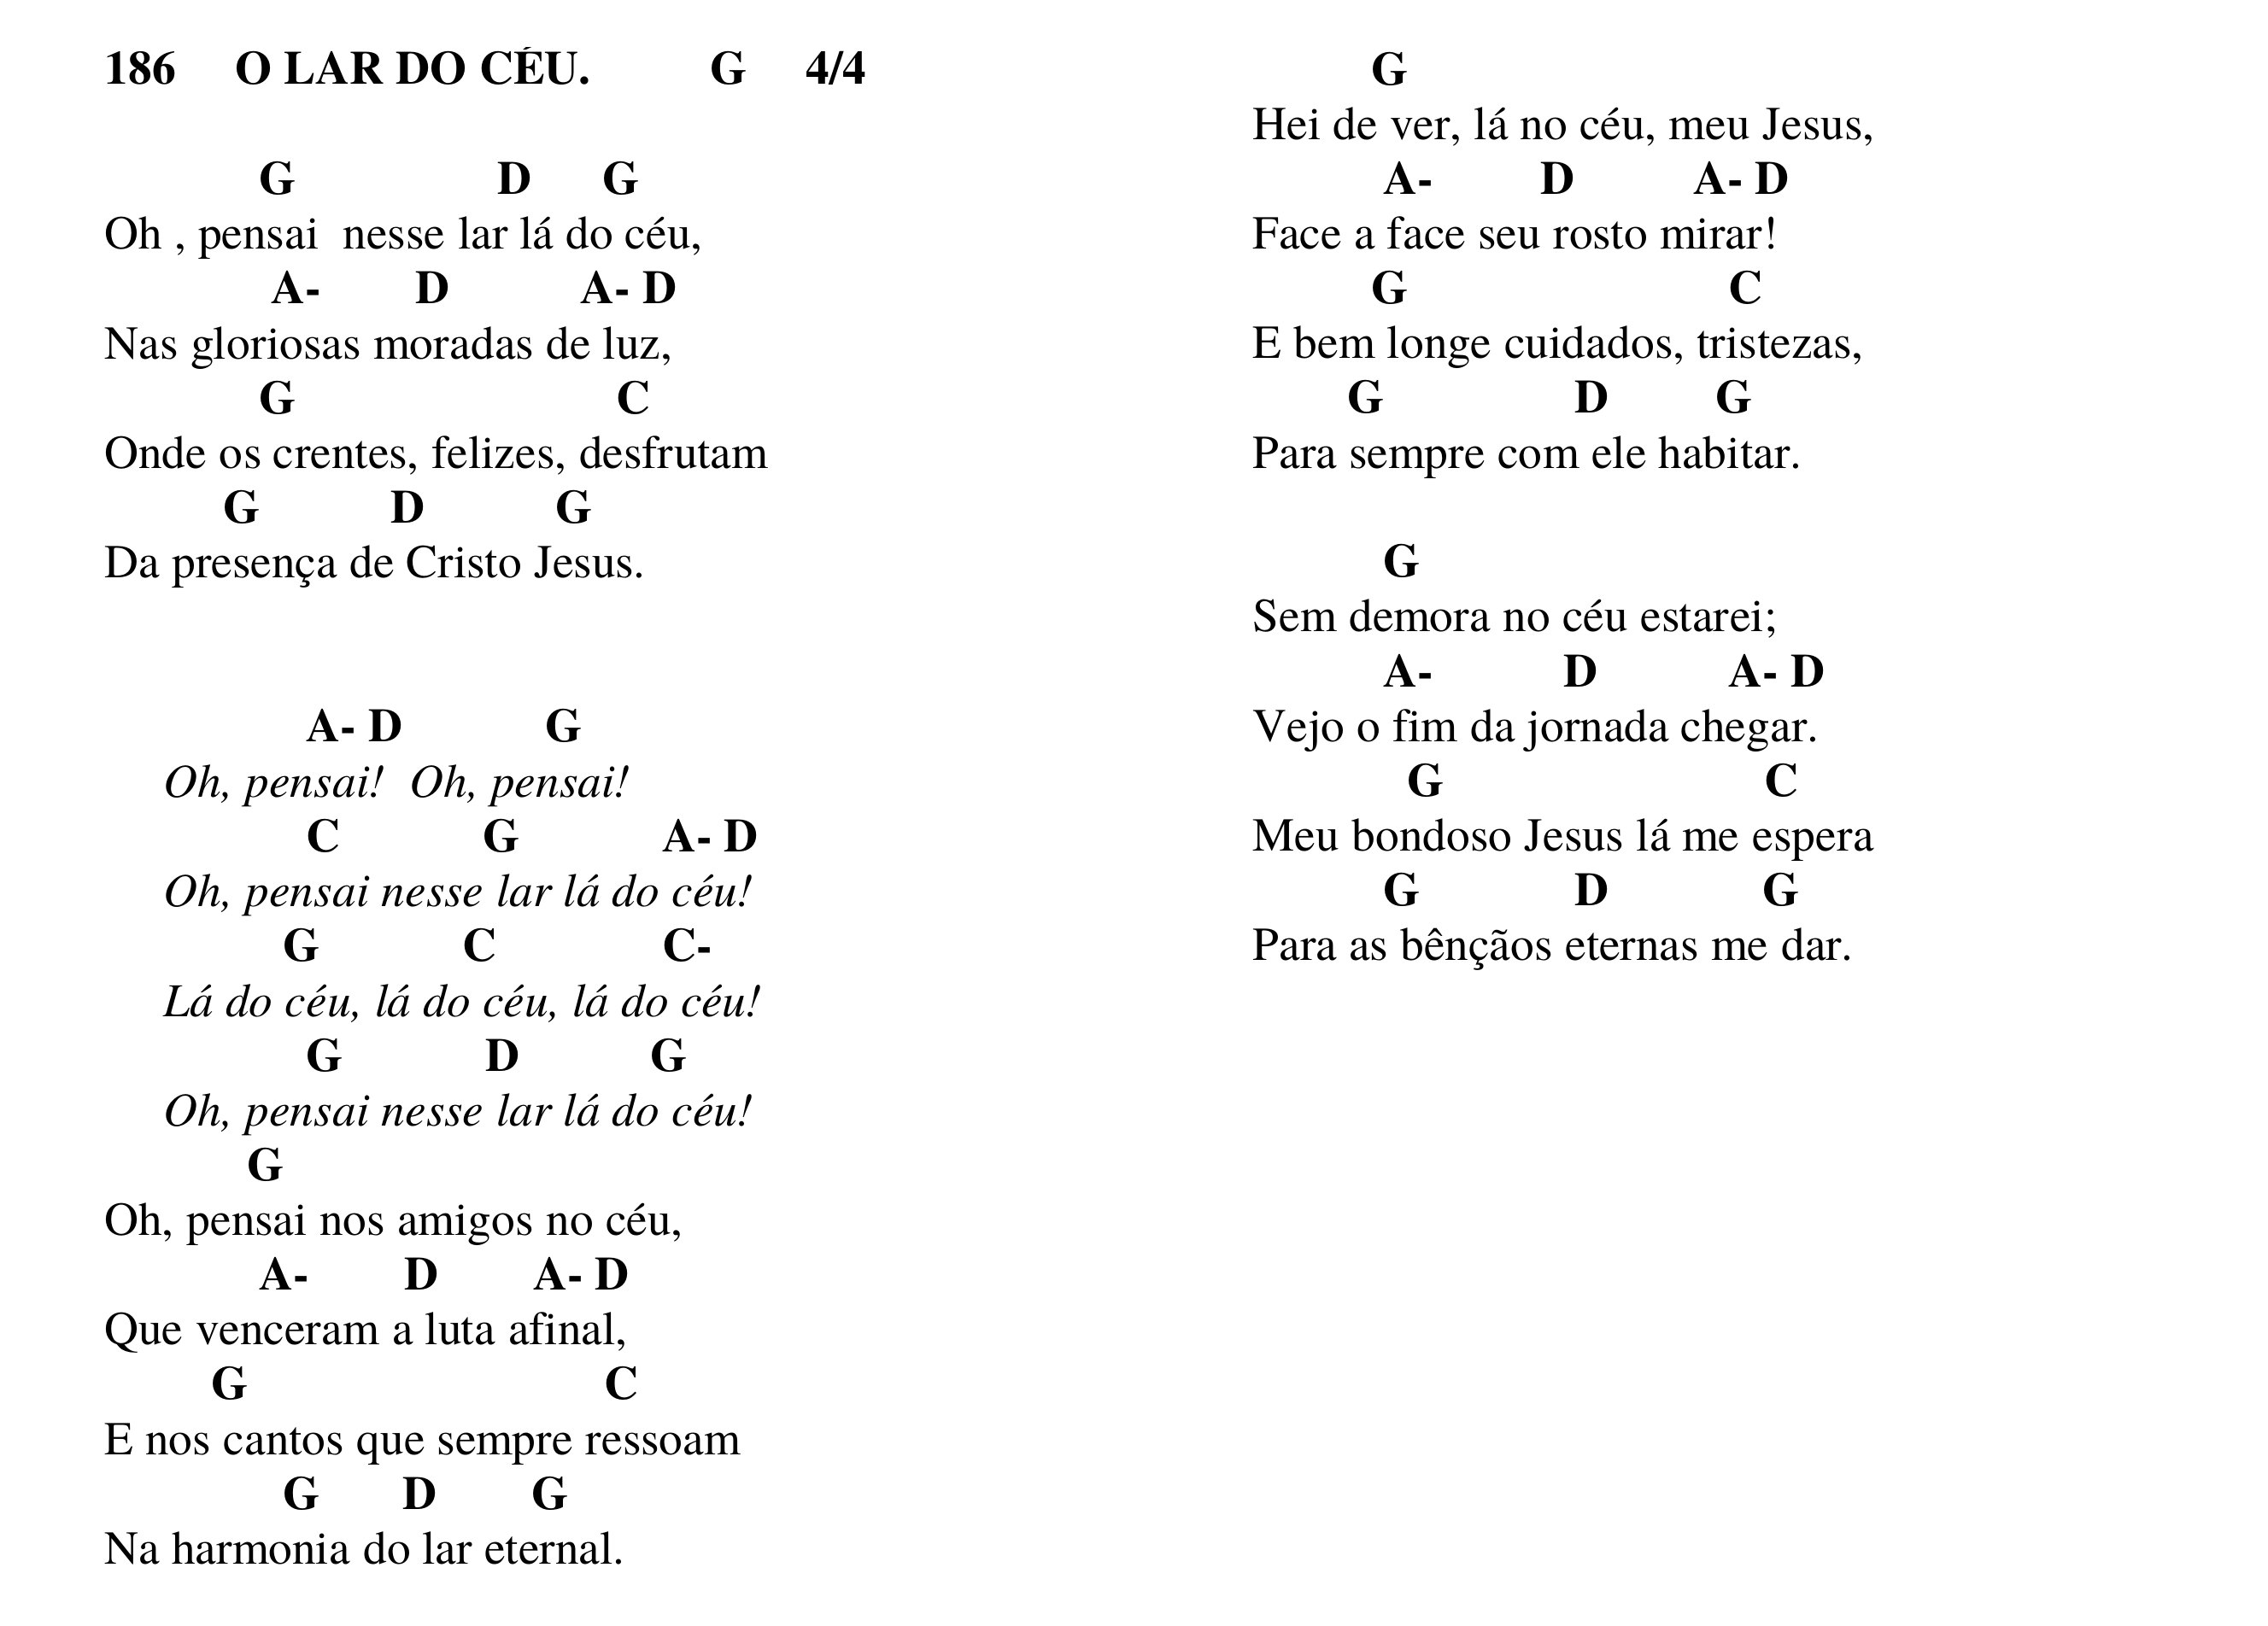 186 O LAR DO CÉU. G 4/4
G D G
Oh , pensai nesse lar lá do céu,
A- D A- D
Nas gloriosas moradas de luz,
G C
Onde os crentes, felizes, desfrutam
G D G
Da presença de Cristo Jesus.
A- D G
Oh, pensai! Oh, pensai!
C G A- D
Oh, pensai nesse lar lá do céu!
G C C-
Lá do céu, lá do céu, lá do céu!
G D G
Oh, pensai nesse lar lá do céu!
G
Oh, pensai nos amigos no céu,
A- D A- D
Que venceram a luta afinal,
G C
E nos cantos que sempre ressoam
G D G
Na harmonia do lar eternal.
G
Hei de ver, lá no céu, meu Jesus,
A- D A- D
Face a face seu rosto mirar!
G C
E bem longe cuidados, tristezas,
G D G
Para sempre com ele habitar.
G
Sem demora no céu estarei;
A- D A- D
Vejo o fim da jornada chegar.
G C
Meu bondoso Jesus lá me espera
G D G
Para as bênçãos eternas me dar.